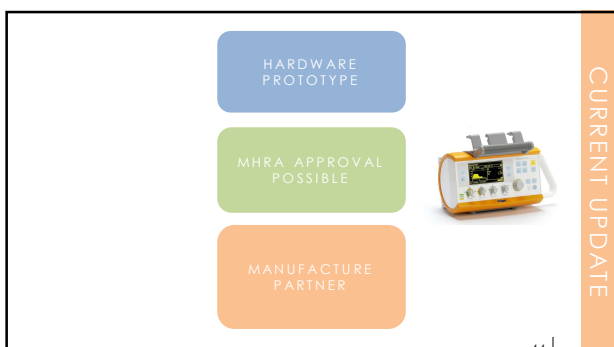 HARDWARE
PROTOTYPE
MHRA APPROVAL
POSSIBLE
MANUFACTURE
PARTNER
CURRENT UPDATE